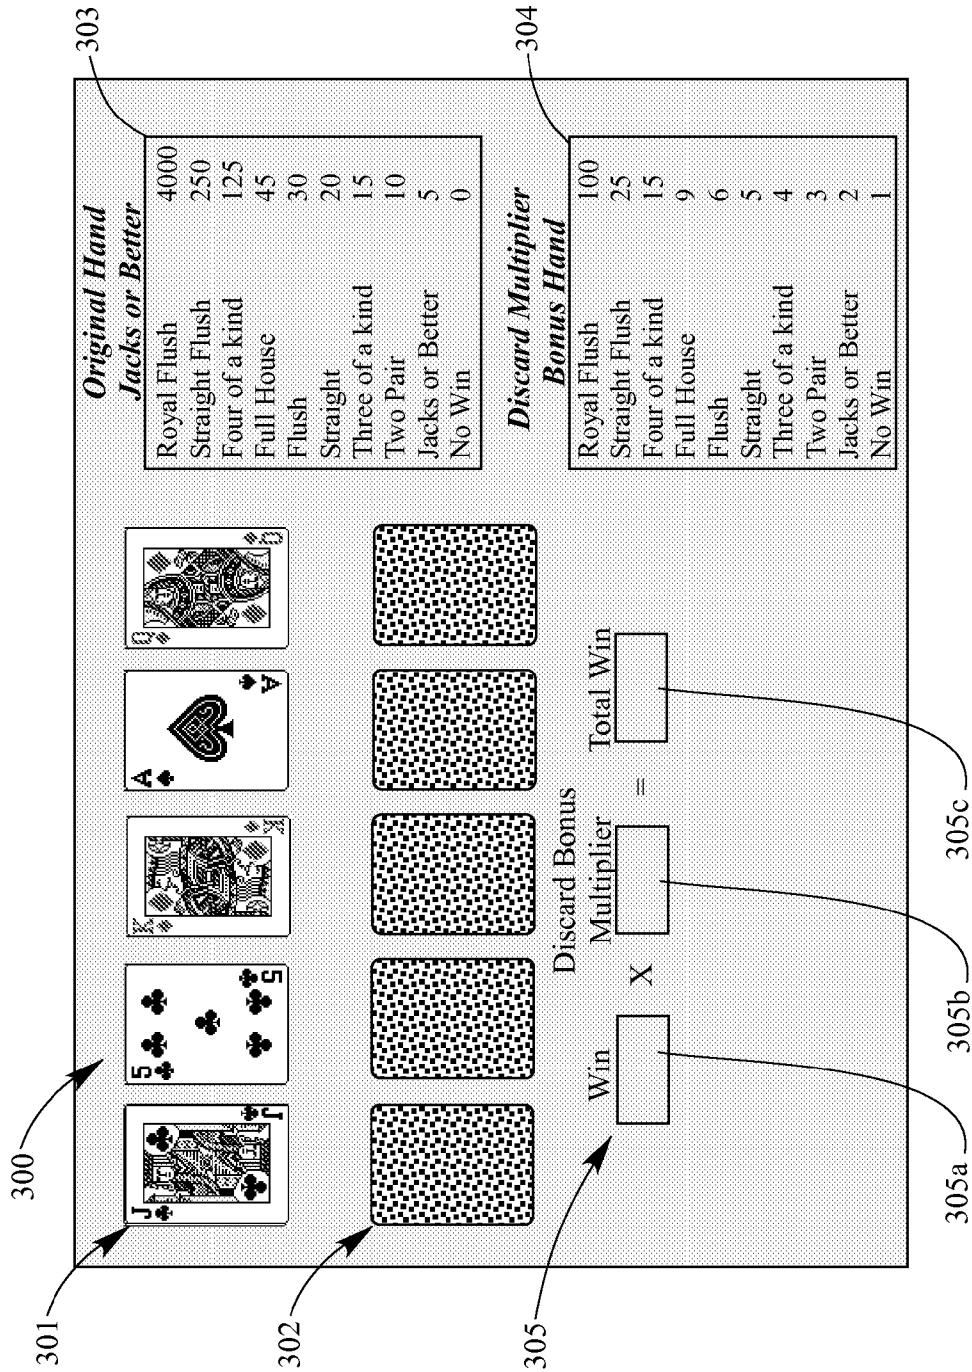 300
303
301
J
J
5
5
K
K
A
A
Q
Q
Original Hand
Jacks or Better
Royal Flush 4000
Straight Flush 250
Four of a kind 125
Full House 45
Flush 30
Straight 20
Three of a kind 15
Two Pair 10
Jacks or Better 5
No Win 0
302
304
Discard Multiplier
Bonus Hand
Royal Flush 100
Straight Flush 25
Four of a kind 15
Full House 9
Flush 6
Straight 5
Three of a kind 4
Two Pair 3
Jacks or Better 2
No Win 1
305
Discard Bonus
Win X Multiplier = Total Win
305a
305b
305c